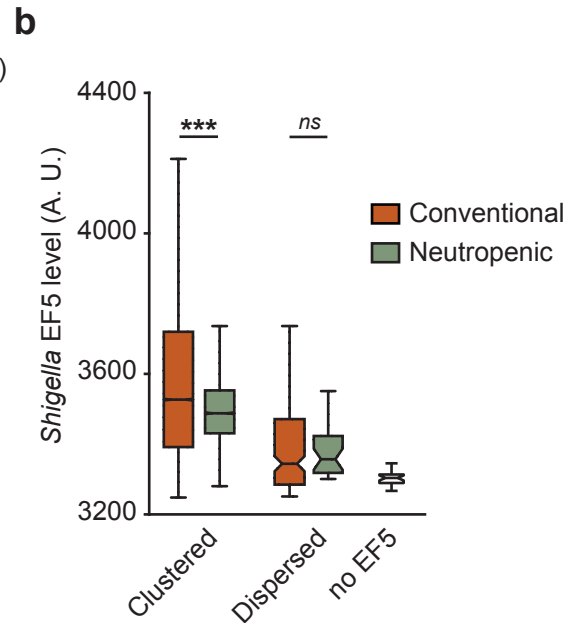 b
)
4400
4000
3600
3200
Shigella EF5 level (A. U.)
***
ns
Conventional
Neutropenic
Clustered
Dispersed
no EF5